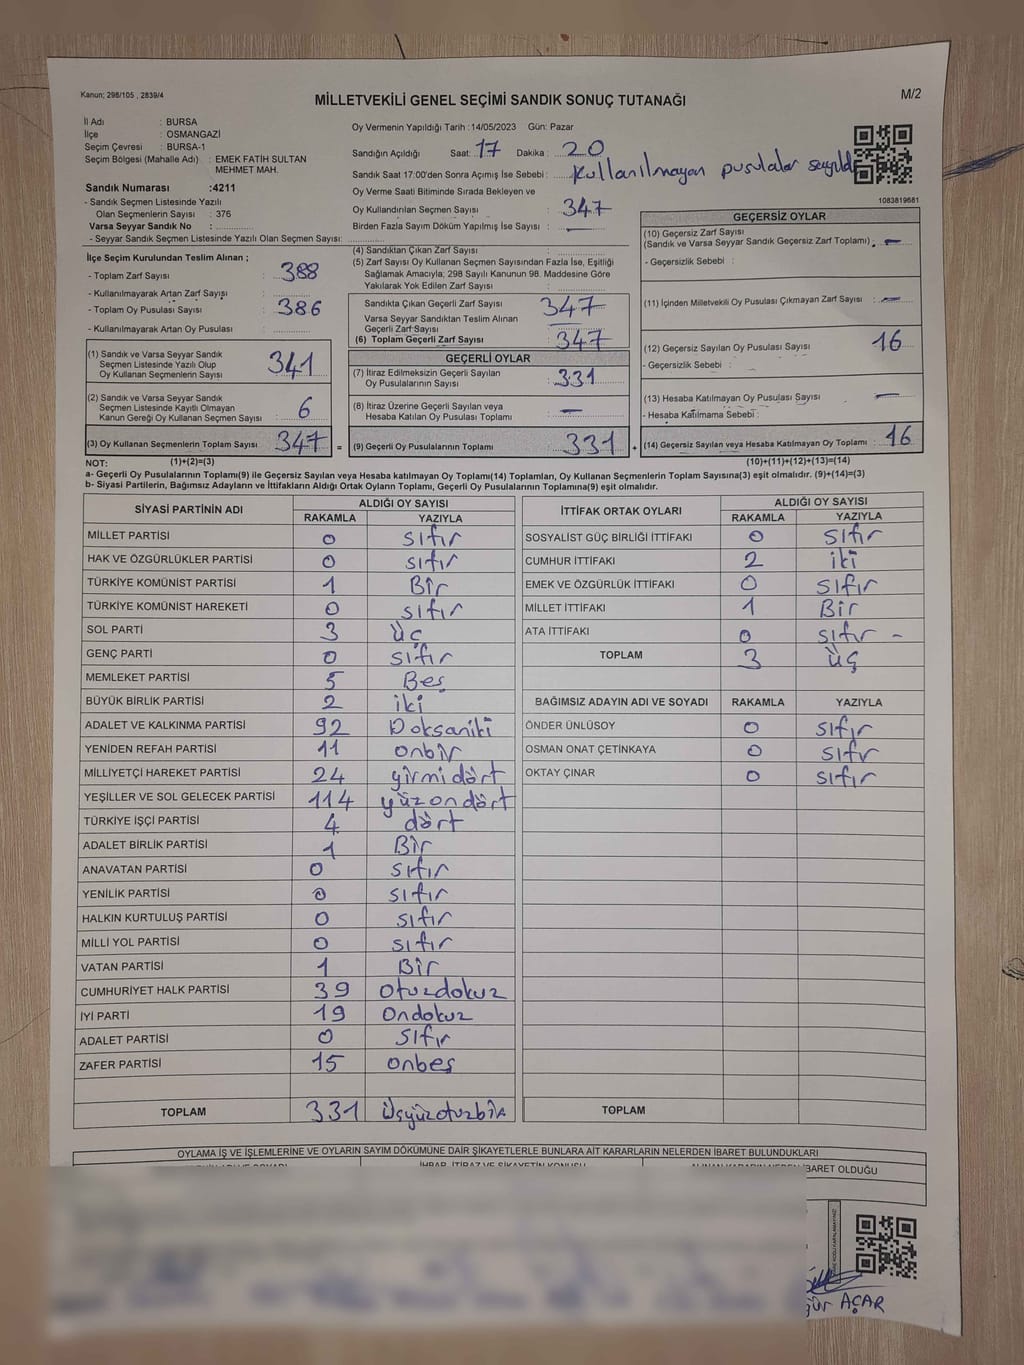 Kanun; 298/105 , 2839/4
MİLLETVEKİLİ GENEL SEÇİMİ SANDIK SONUÇ TUTANAĞI
M/2
İl Adı : BURSA
İlçe : OSMANGAZİ
Seçim Çevresi : BURSA-1
Seçim Bölgesi (Mahalle Adı) : EMEK FATİH SULTAN
MEHMET MAH.
Sandık Numarası :4211
- Sandık Seçmen Listesinde Yazılı
Olan Seçmenlerin Sayısı : 376
Varsa Seyyar Sandık No :
- Seyyar Sandık Seçmen Listesinde Yazılı Olan Seçmen Sayısı:
Oy Vermenin Yapıldığı Tarih :14/05/2023 Gün: Pazar
Sandığın Açıldığı Saat: 17 Dakika : 20
Sandık Saat 17:00'den Sonra Açımış İse Sebebi : Kullanılmayan pusulalar sayıldı
Oy Verme Saati Bitiminde Sırada Bekleyen ve
Oy Kullandırılan Seçmen Sayısı : 347
Birden Fazla Sayım Döküm Yapılmış İse Sayısı : —
1083819681
İlçe Seçim Kurulundan Teslim Alınan ;
- Toplam Zarf Sayısı : 388
- Kullanılmayarak Artan Zarf Sayısı :
- Toplam Oy Pusulası Sayısı : 386
- Kullanılmayarak Artan Oy Pusulası :
(1) Sandık ve Varsa Seyyar Sandık
Seçmen Listesinde Yazılı Olup
Oy Kullanan Seçmenlerin Sayısı 341
(2) Sandık ve Varsa Seyyar Sandık
Seçmen Listesinde Kayıtlı Olmayan
Kanun Gereği Oy Kullanan Seçmen Sayısı : 6
(3) Oy Kullanan Seçmenlerin Toplam Sayısı : 347 =
(4) Sandıktan Çıkan Zarf Sayısı :
(5) Zarf Sayısı Oy Kullanan Seçmen Sayısından Fazla İse, Eşitliği
Sağlamak Amacıyla; 298 Sayılı Kanunun 98. Maddesine Göre
Yakılarak Yok Edilen Zarf Sayısı :
Sandıkta Çıkan Geçerli Zarf Sayısı : 347
Varsa Seyyar Sandıktan Teslim Alınan
Geçerli Zarf Sayısı :
(6) Toplam Geçerli Zarf Sayısı : 347
GEÇERLİ OYLAR
(7) İtiraz Edilmeksizin Geçerli Sayılan
Oy Pusulalarının Sayısı : 331
(8) İtiraz Üzerine Geçerli Sayılan veya
Hesaba Katılan Oy Pusulası Toplamı : —
(9) Geçerli Oy Pusulalarının Toplamı : 331 +
GEÇERSİZ OYLAR
(10) Geçersiz Zarf Sayısı
(Sandık ve Varsa Seyyar Sandık Geçersiz Zarf Toplamı) : —
- Geçersizlik Sebebi :
(11) İçinden Milletvekili Oy Pusulası Çıkmayan Zarf Sayısı : —
(12) Geçersiz Sayılan Oy Pusulası Sayısı : 16
- Geçersizlik Sebebi :
(13) Hesaba Katılmayan Oy Pusulası Sayısı : —
- Hesaba Katılmama Sebebi :
(14) Geçersiz Sayılan veya Hesaba Katılmayan Oy Toplamı : 16
NOT: (1)+(2)=(3) (10)+(11)+(12)+(13)=(14)
a- Geçerli Oy Pusulalarının Toplamı(9) ile Geçersiz Sayılan veya Hesaba katılmayan Oy Toplamı(14) Toplamları, Oy Kullanan Seçmenlerin Toplam Sayısına(3) eşit olmalıdır. (9)+(14)=(3)
b- Siyasi Partilerin, Bağımsız Adayların ve İttifakların Aldığı Ortak Oyların Toplamı, Geçerli Oy Pusulalarının Toplamına(9) eşit olmalıdır.
SİYASİ PARTİNİN ADI ALDIĞI OY SAYISI
RAKAMLA YAZIYLA
MİLLET PARTİSİ 0 sıfır
HAK VE ÖZGÜRLÜKLER PARTİSİ 0 sıfır
TÜRKİYE KOMÜNİST PARTİSİ 1 Bir
TÜRKİYE KOMÜNİST HAREKETİ 0 sıfır
SOL PARTİ 3 üç
GENÇ PARTİ 0 sıfır
MEMLEKET PARTİSİ 5 Beş
BÜYÜK BİRLİK PARTİSİ 2 iki
ADALET VE KALKINMA PARTİSİ 92 Doksaniki
YENİDEN REFAH PARTİSİ 11 onbir
MİLLİYETÇİ HAREKET PARTİSİ 24 yirmi dört
YEŞİLLER VE SOL GELECEK PARTİSİ 114 yüz on dört
TÜRKİYE İŞÇİ PARTİSİ 4 dört
ADALET BİRLİK PARTİSİ 1 Bir
ANAVATAN PARTİSİ 0 sıfır
YENİLİK PARTİSİ 0 sıfır
HALKIN KURTULUŞ PARTİSİ 0 sıfır
MİLLİ YOL PARTİSİ 0 sıfır
VATAN PARTİSİ 1 Bir
CUMHURİYET HALK PARTİSİ 39 otuzdokuz
İYİ PARTİ 19 Ondokuz
ADALET PARTİSİ 0 sıfır
ZAFER PARTİSİ 15 onbeş
TOPLAM 331 üçyüzotuzbir
İTTİFAK ORTAK OYLARI ALDIĞI OY SAYISI
RAKAMLA YAZIYLA
SOSYALİST GÜÇ BİRLİĞİ İTTİFAKI 0 sıfır
CUMHUR İTTİFAKI 2 iki
EMEK VE ÖZGÜRLÜK İTTİFAKI 0 sıfır
MİLLET İTTİFAKI 1 Bir
ATA İTTİFAKI 0 sıfır -
TOPLAM 3 üç
BAĞIMSIZ ADAYIN ADI VE SOYADI RAKAMLA YAZIYLA
ÖNDER ÜNLÜSOY 0 sıfır
OSMAN ONAT ÇETİNKAYA 0 sıfır
OKTAY ÇINAR 0 sıfır
TOPLAM
OYLAMA İŞ VE İŞLEMLERİNE VE OYLARIN SAYIM DÖKÜMÜNE DAİR ŞİKAYETLERLE BUNLARA AİT KARARLARIN NELERDEN İBARET BULUNDUKLARI
İHBAR, İTİRAZ VE ŞİKAYETİN KONUSU
BARET OLDUĞU
AÇAR